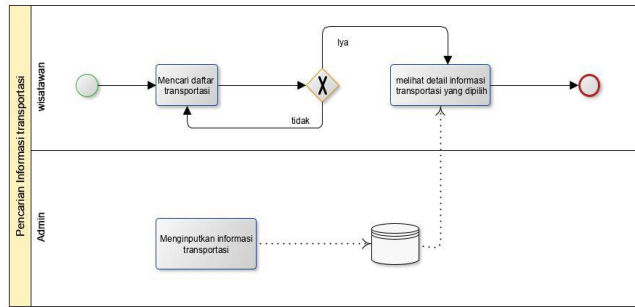 Pencarian Informasi transportasi
wisatawan
Mencari daftar
transportasi
Iya
tidak
melihat detail informasi
transportasi yang dipilih
Admin
Menginputkan informasi
transportasi